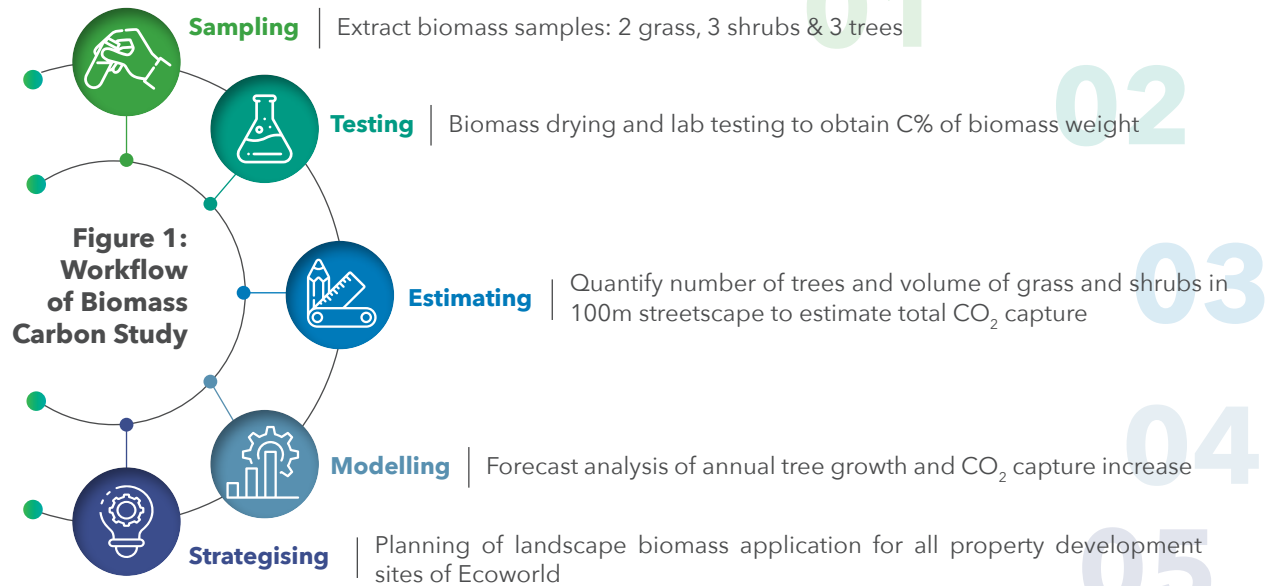 01
Sampling
Extract biomass samples: 2 grass, 3 shrubs & 3 trees
02
Testing
Biomass drying and lab testing to obtain C% of biomass weight
Figure 1:
Workflow
of Biomass
Carbon Study
03
Estimating
Quantify number of trees and volume of grass and shrubs in
100m streetscape to estimate total CO₂ capture
04
Modelling
Forecast analysis of annual tree growth and CO₂ capture increase
05
Strategising
Planning of landscape biomass application for all property development
sites of Ecoworld